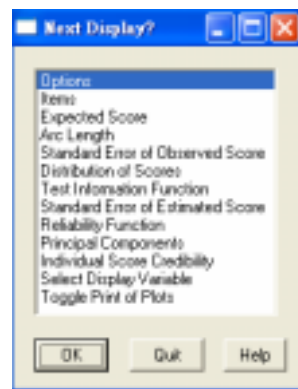 Next Display?
Options
Items
Expected Score
Arc Length
Standard Error of Observed Score
Distribution of Scores
Test Information Function
Standard Error of Estimated Score
Reliability Function
Principal Components
Individual Score Credibility
Select Display Variable
Toggle Print of Plots
OK Quit Help